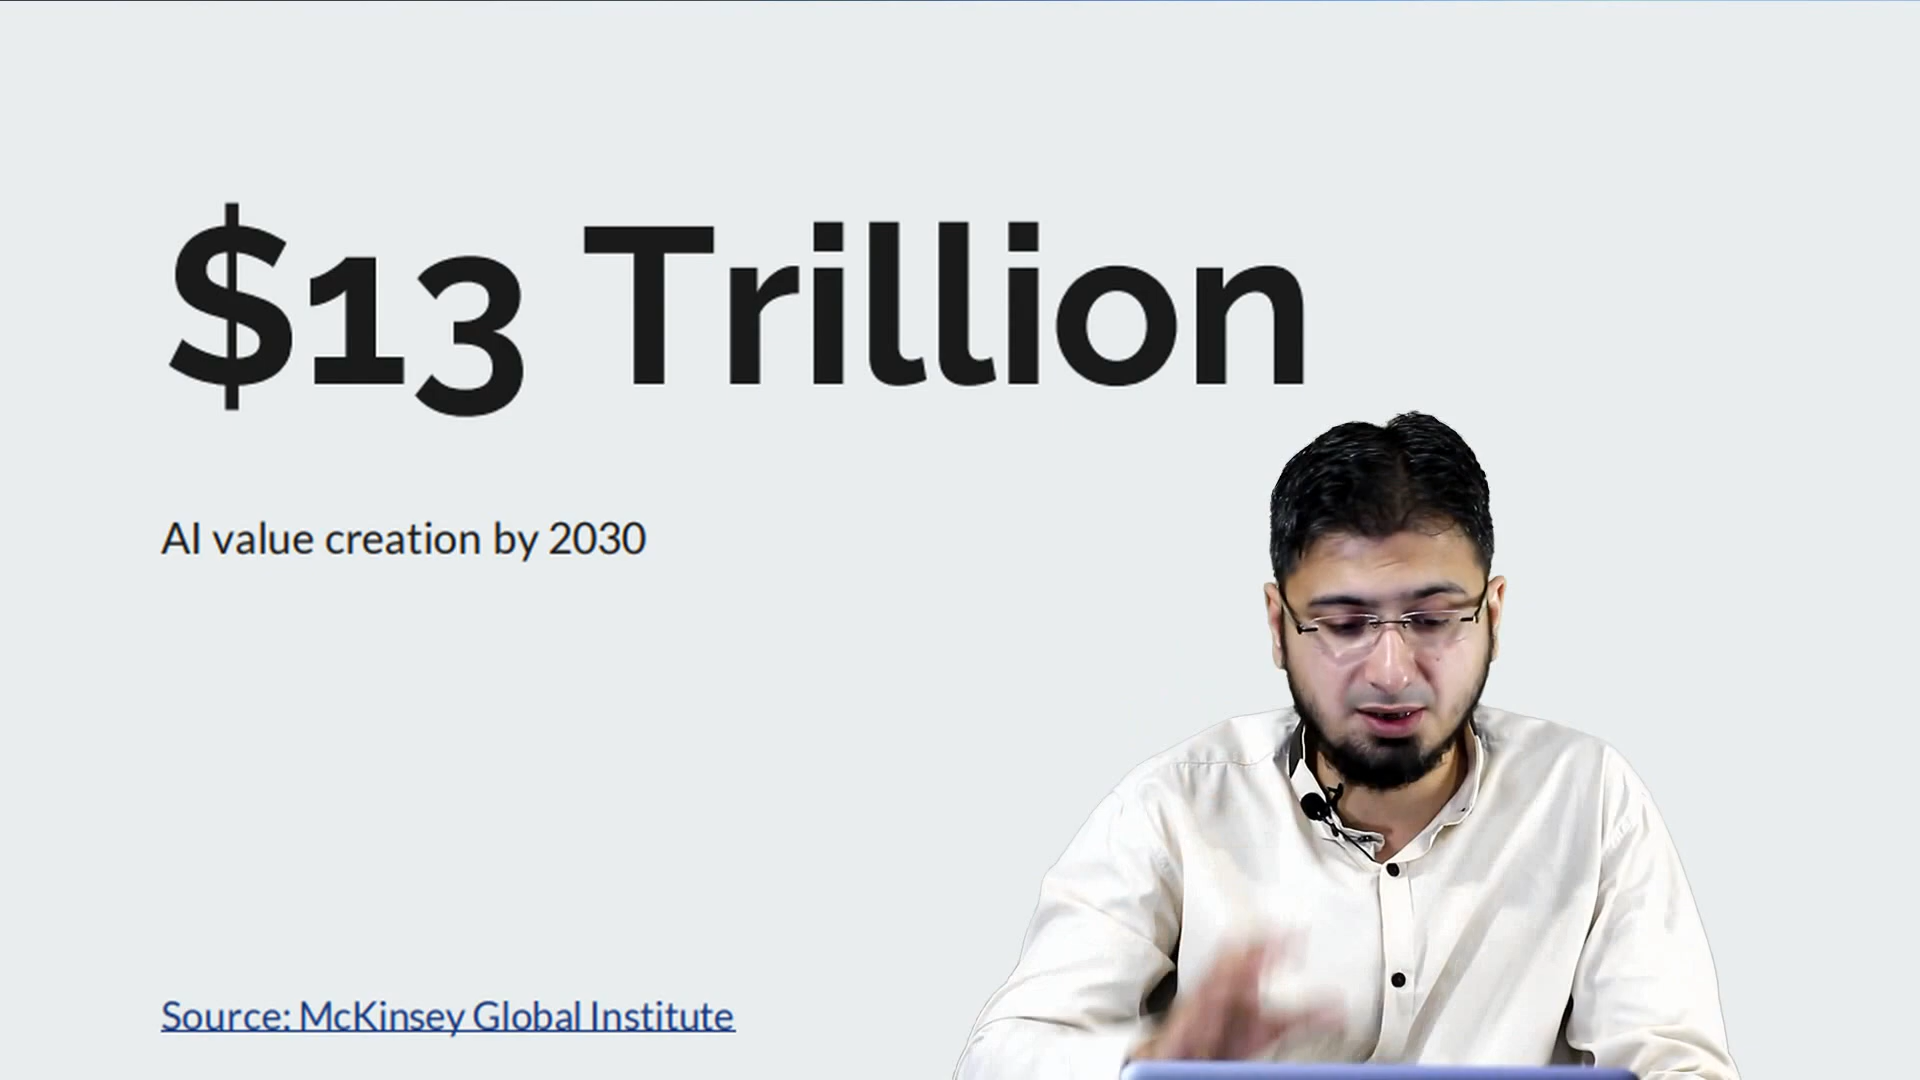 $13 Trillion
AI value creation by 2030
Source: McKinsey Global Institute